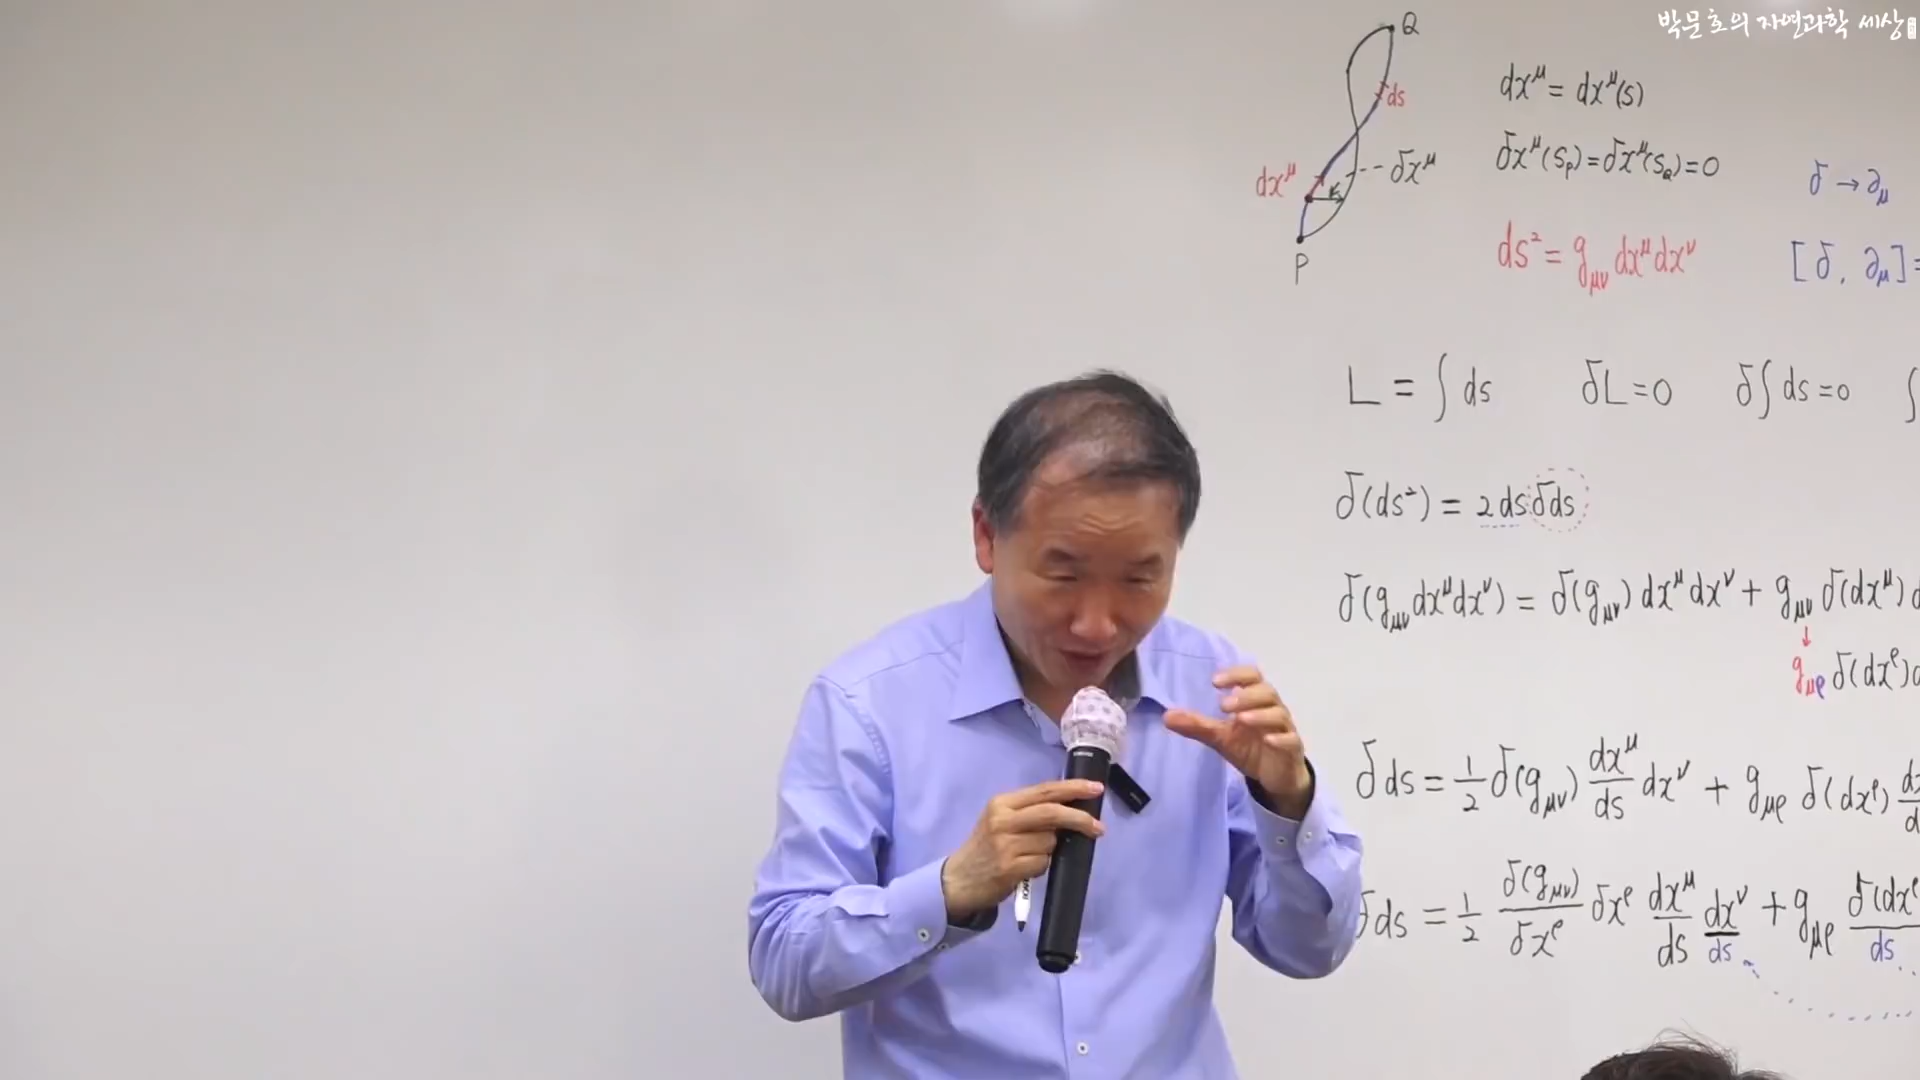 박문호의 자연과학 세상
Q
ds
dx^μ
δx^μ
P
dx^μ = dx^μ(s)
δx^μ(s_p) = δx^μ(s_Q) = 0
δ → ∂_μ
ds² = g_μν dx^μ dx^ν
[δ, ∂_μ] =
L = ∫ ds   δL = 0   δ∫ ds = 0   ∫
δ(ds²) = 2ds δds
δ(g_μν dx^μ dx^ν) = δ(g_μν) dx^μ dx^ν + g_μν δ(dx^μ) d
↓
g_μρ δ(dx^ρ) d
δds = 1/2 δ(g_μν) dx^μ/ds dx^ν + g_μρ δ(dx^ρ) dx/d
δds = 1/2 δ(g_μν)/δx^ρ δx^ρ dx^μ/ds dx^ν/ds + g_μρ δ(dx^ρ/ds